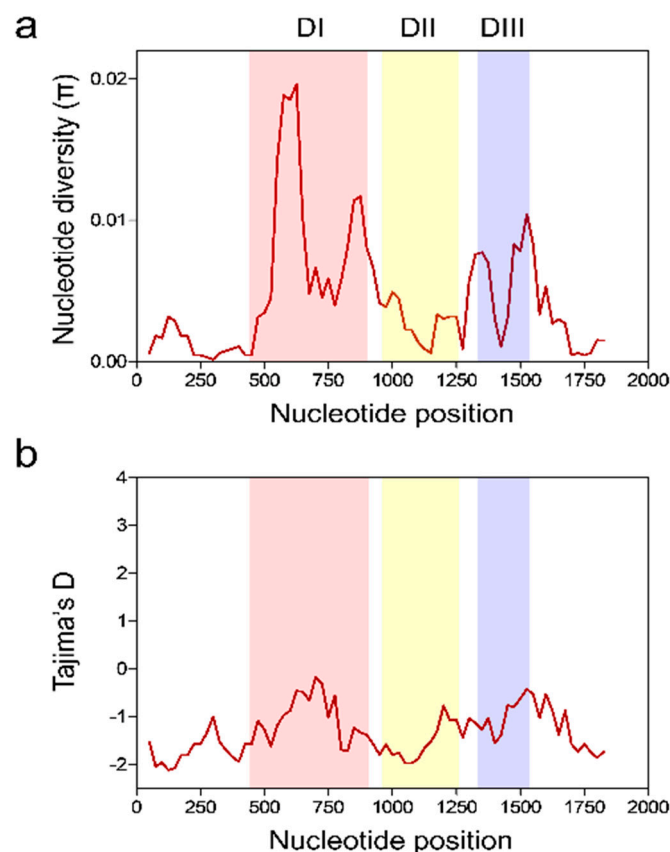 a
DI DII DIII
Nucleotide diversity (π)
0.02
0.01
0.00
0 250 500 750 1000 1250 1500 1750 2000
Nucleotide position
b
Tajima's D
4
3
2
1
0
-1
-2
0 250 500 750 1000 1250 1500 1750 2000
Nucleotide position